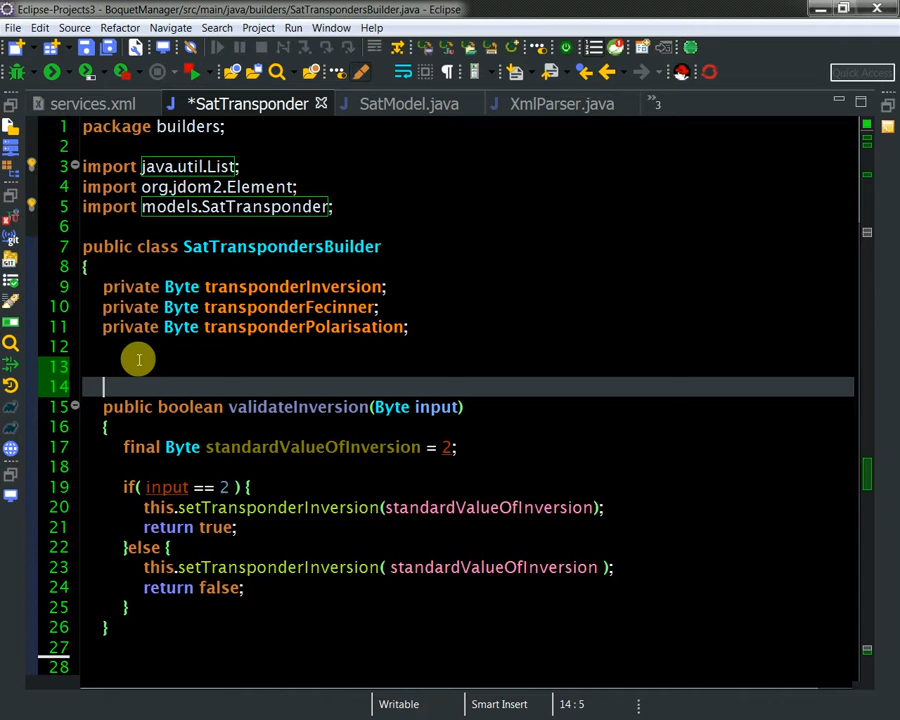 Eclipse-Projects3 - BoquetManager/src/main/java/builders/SatTranspondersBuilder.java - Eclipse
File Edit Source Refactor Navigate Search Project Run Window Help
Quick Access
services.xml *SatTransponder SatModel.java XmlParser.java »3
1 package builders;
2
3 import java.util.List;
4 import org.jdom2.Element;
5 import models.SatTransponder;
6
7 public class SatTranspondersBuilder
8 {
9 private Byte transponderInversion;
10 private Byte transponderFecinner;
11 private Byte transponderPolarisation;
12
13
14
15 public boolean validateInversion(Byte input)
16 {
17 final Byte standardValueOfInversion = 2;
18
19 if( input == 2 ) {
20 this.setTransponderInversion(standardValueOfInversion);
21 return true;
22 }else {
23 this.setTransponderInversion( standardValueOfInversion );
24 return false;
25 }
26 }
27
28
Writable Smart Insert 14 : 5